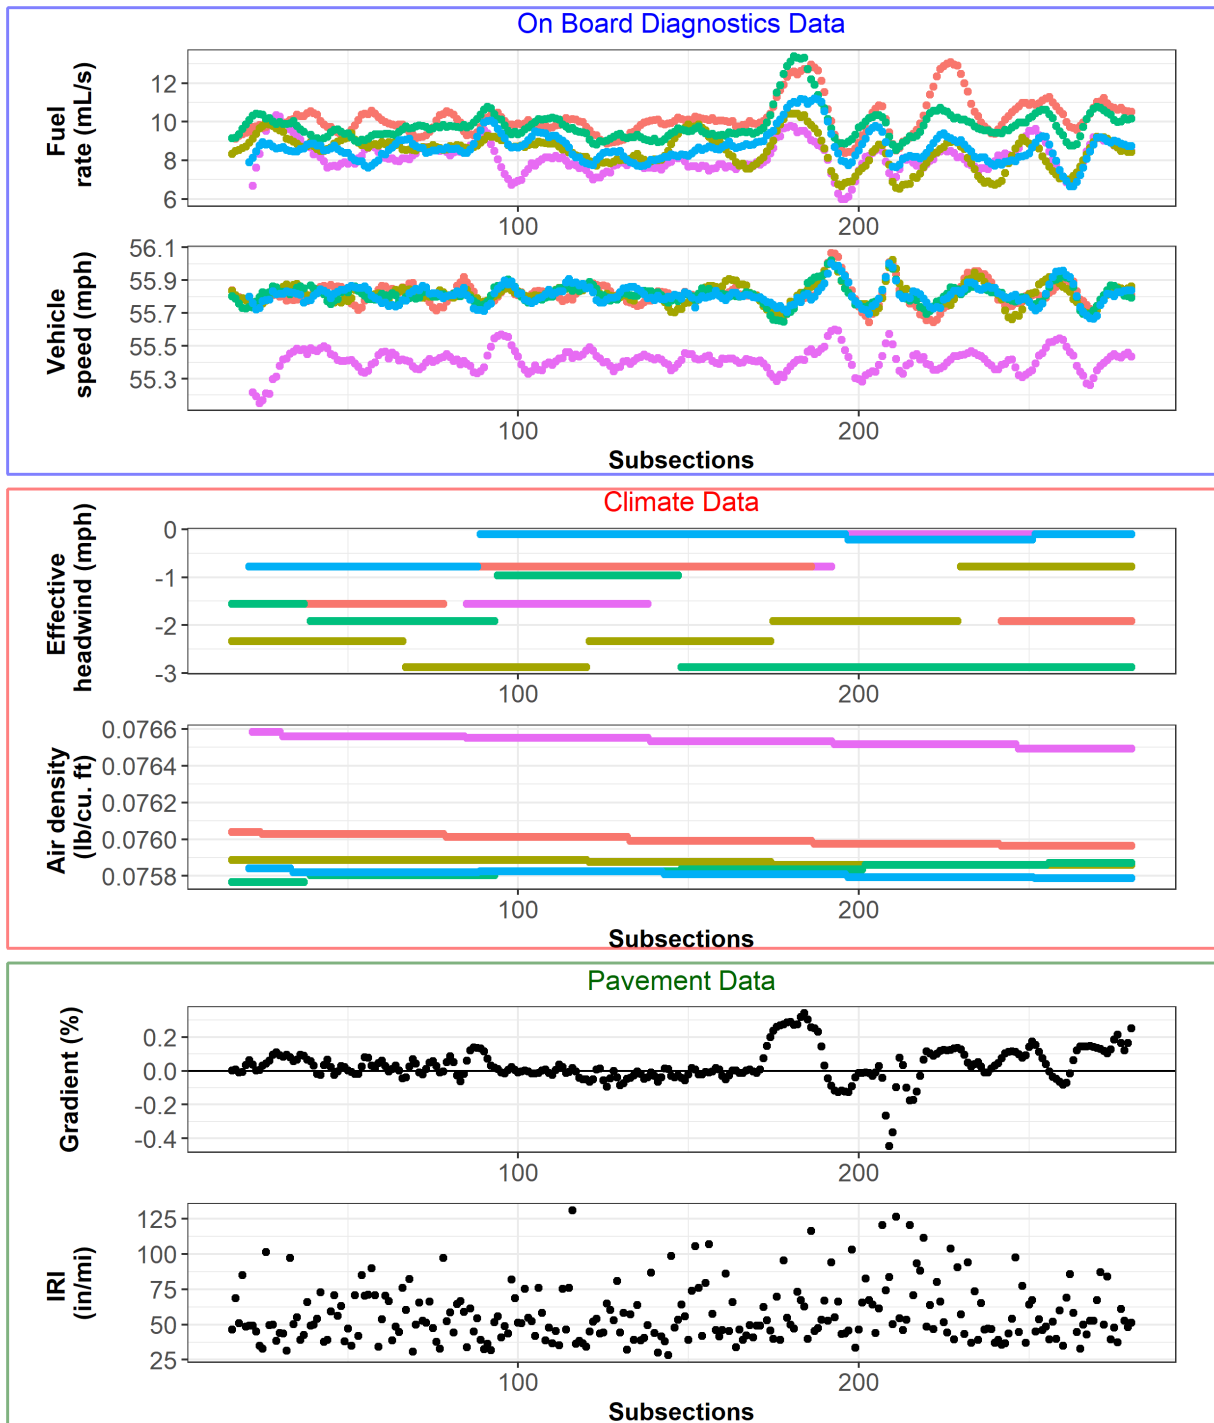 On Board Diagnostics Data
Fuel
rate (mL/s)
12
10
8
6
100
200
Vehicle
speed (mph)
56.1
55.9
55.7
55.5
55.3
100
200
Subsections
Climate Data
Effective
headwind (mph)
0
-1
-2
-3
100
200
Air density
(lb/cu. ft)
0.0766
0.0764
0.0762
0.0760
0.0758
100
200
Subsections
Pavement Data
Gradient (%)
0.2
0.0
-0.2
-0.4
100
200
IRI
(in/mi)
125
100
75
50
25
100
200
Subsections